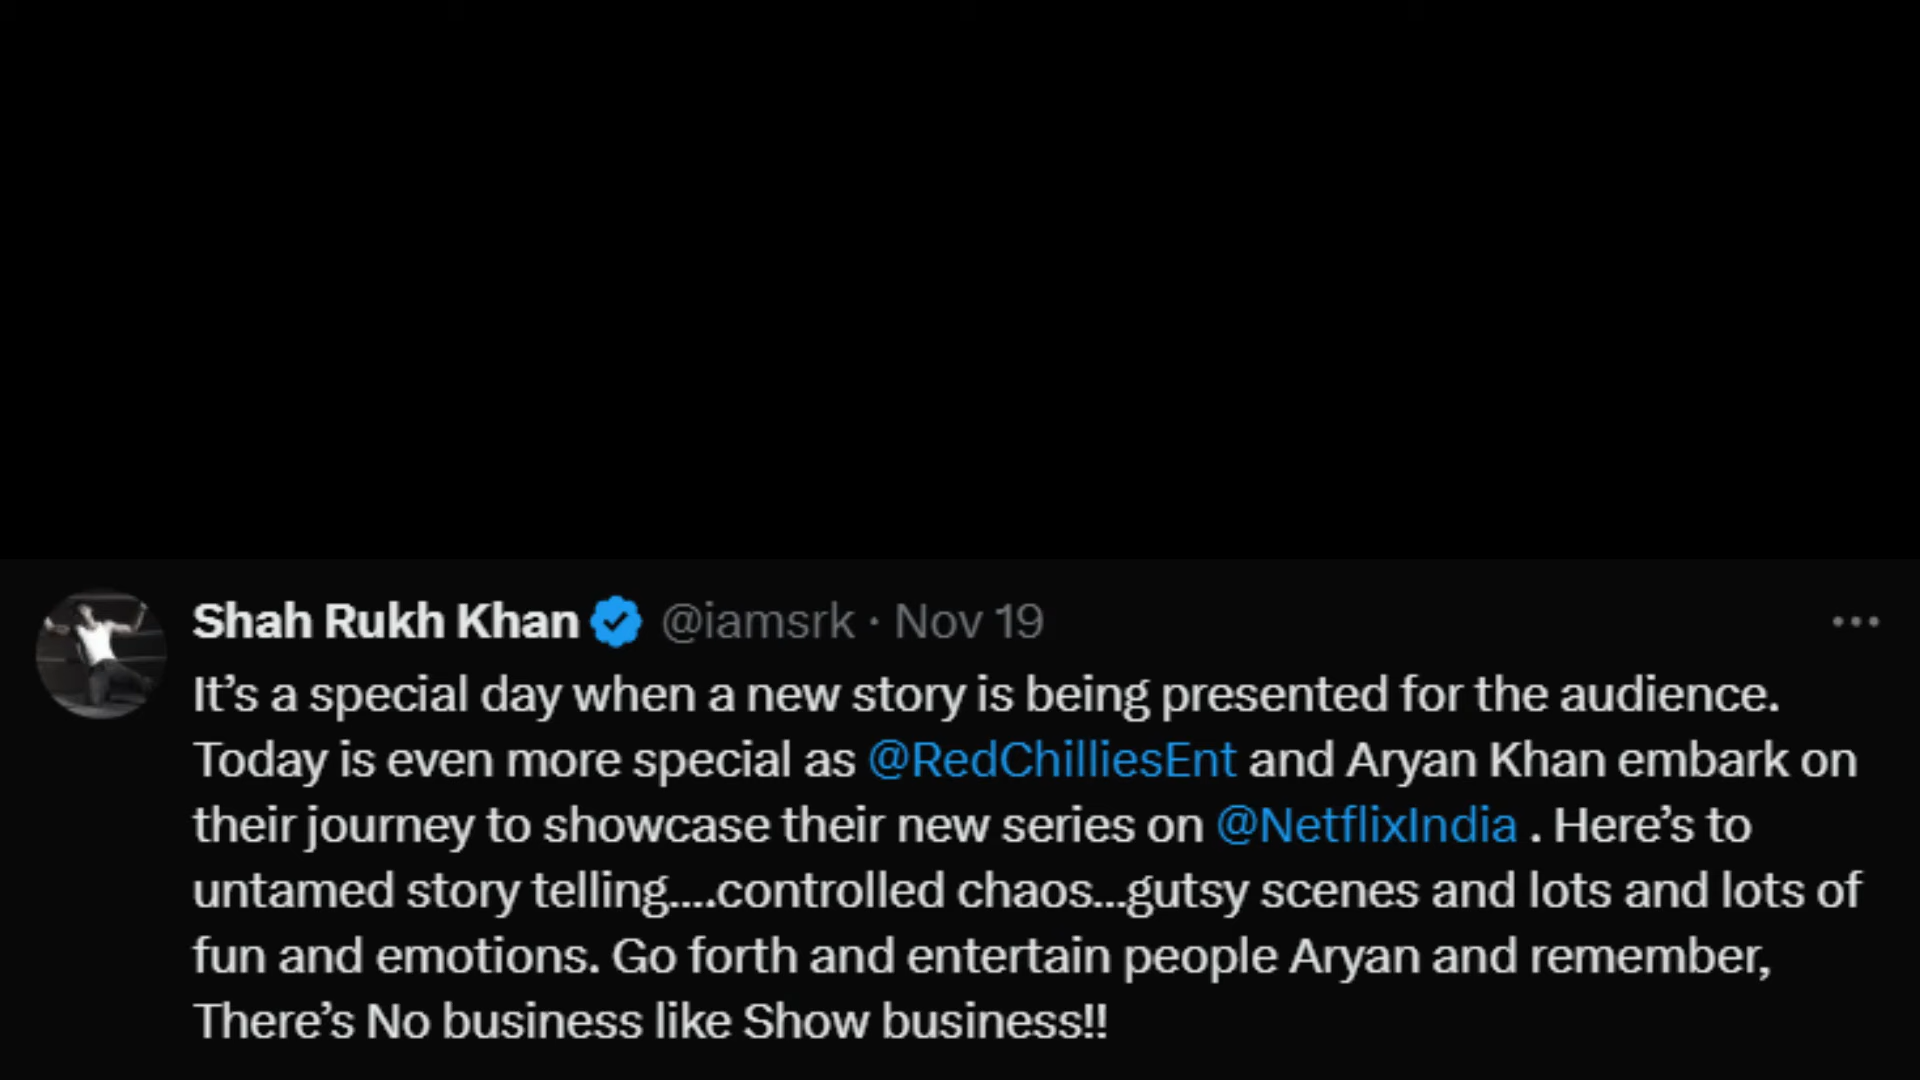 Shah Rukh Khan @iamsrk · Nov 19
It’s a special day when a new story is being presented for the audience.
Today is even more special as @RedChilliesEnt and Aryan Khan embark on
their journey to showcase their new series on @NetflixIndia . Here’s to
untamed story telling....controlled chaos...gutsy scenes and lots and lots of
fun and emotions. Go forth and entertain people Aryan and remember,
There’s No business like Show business!!